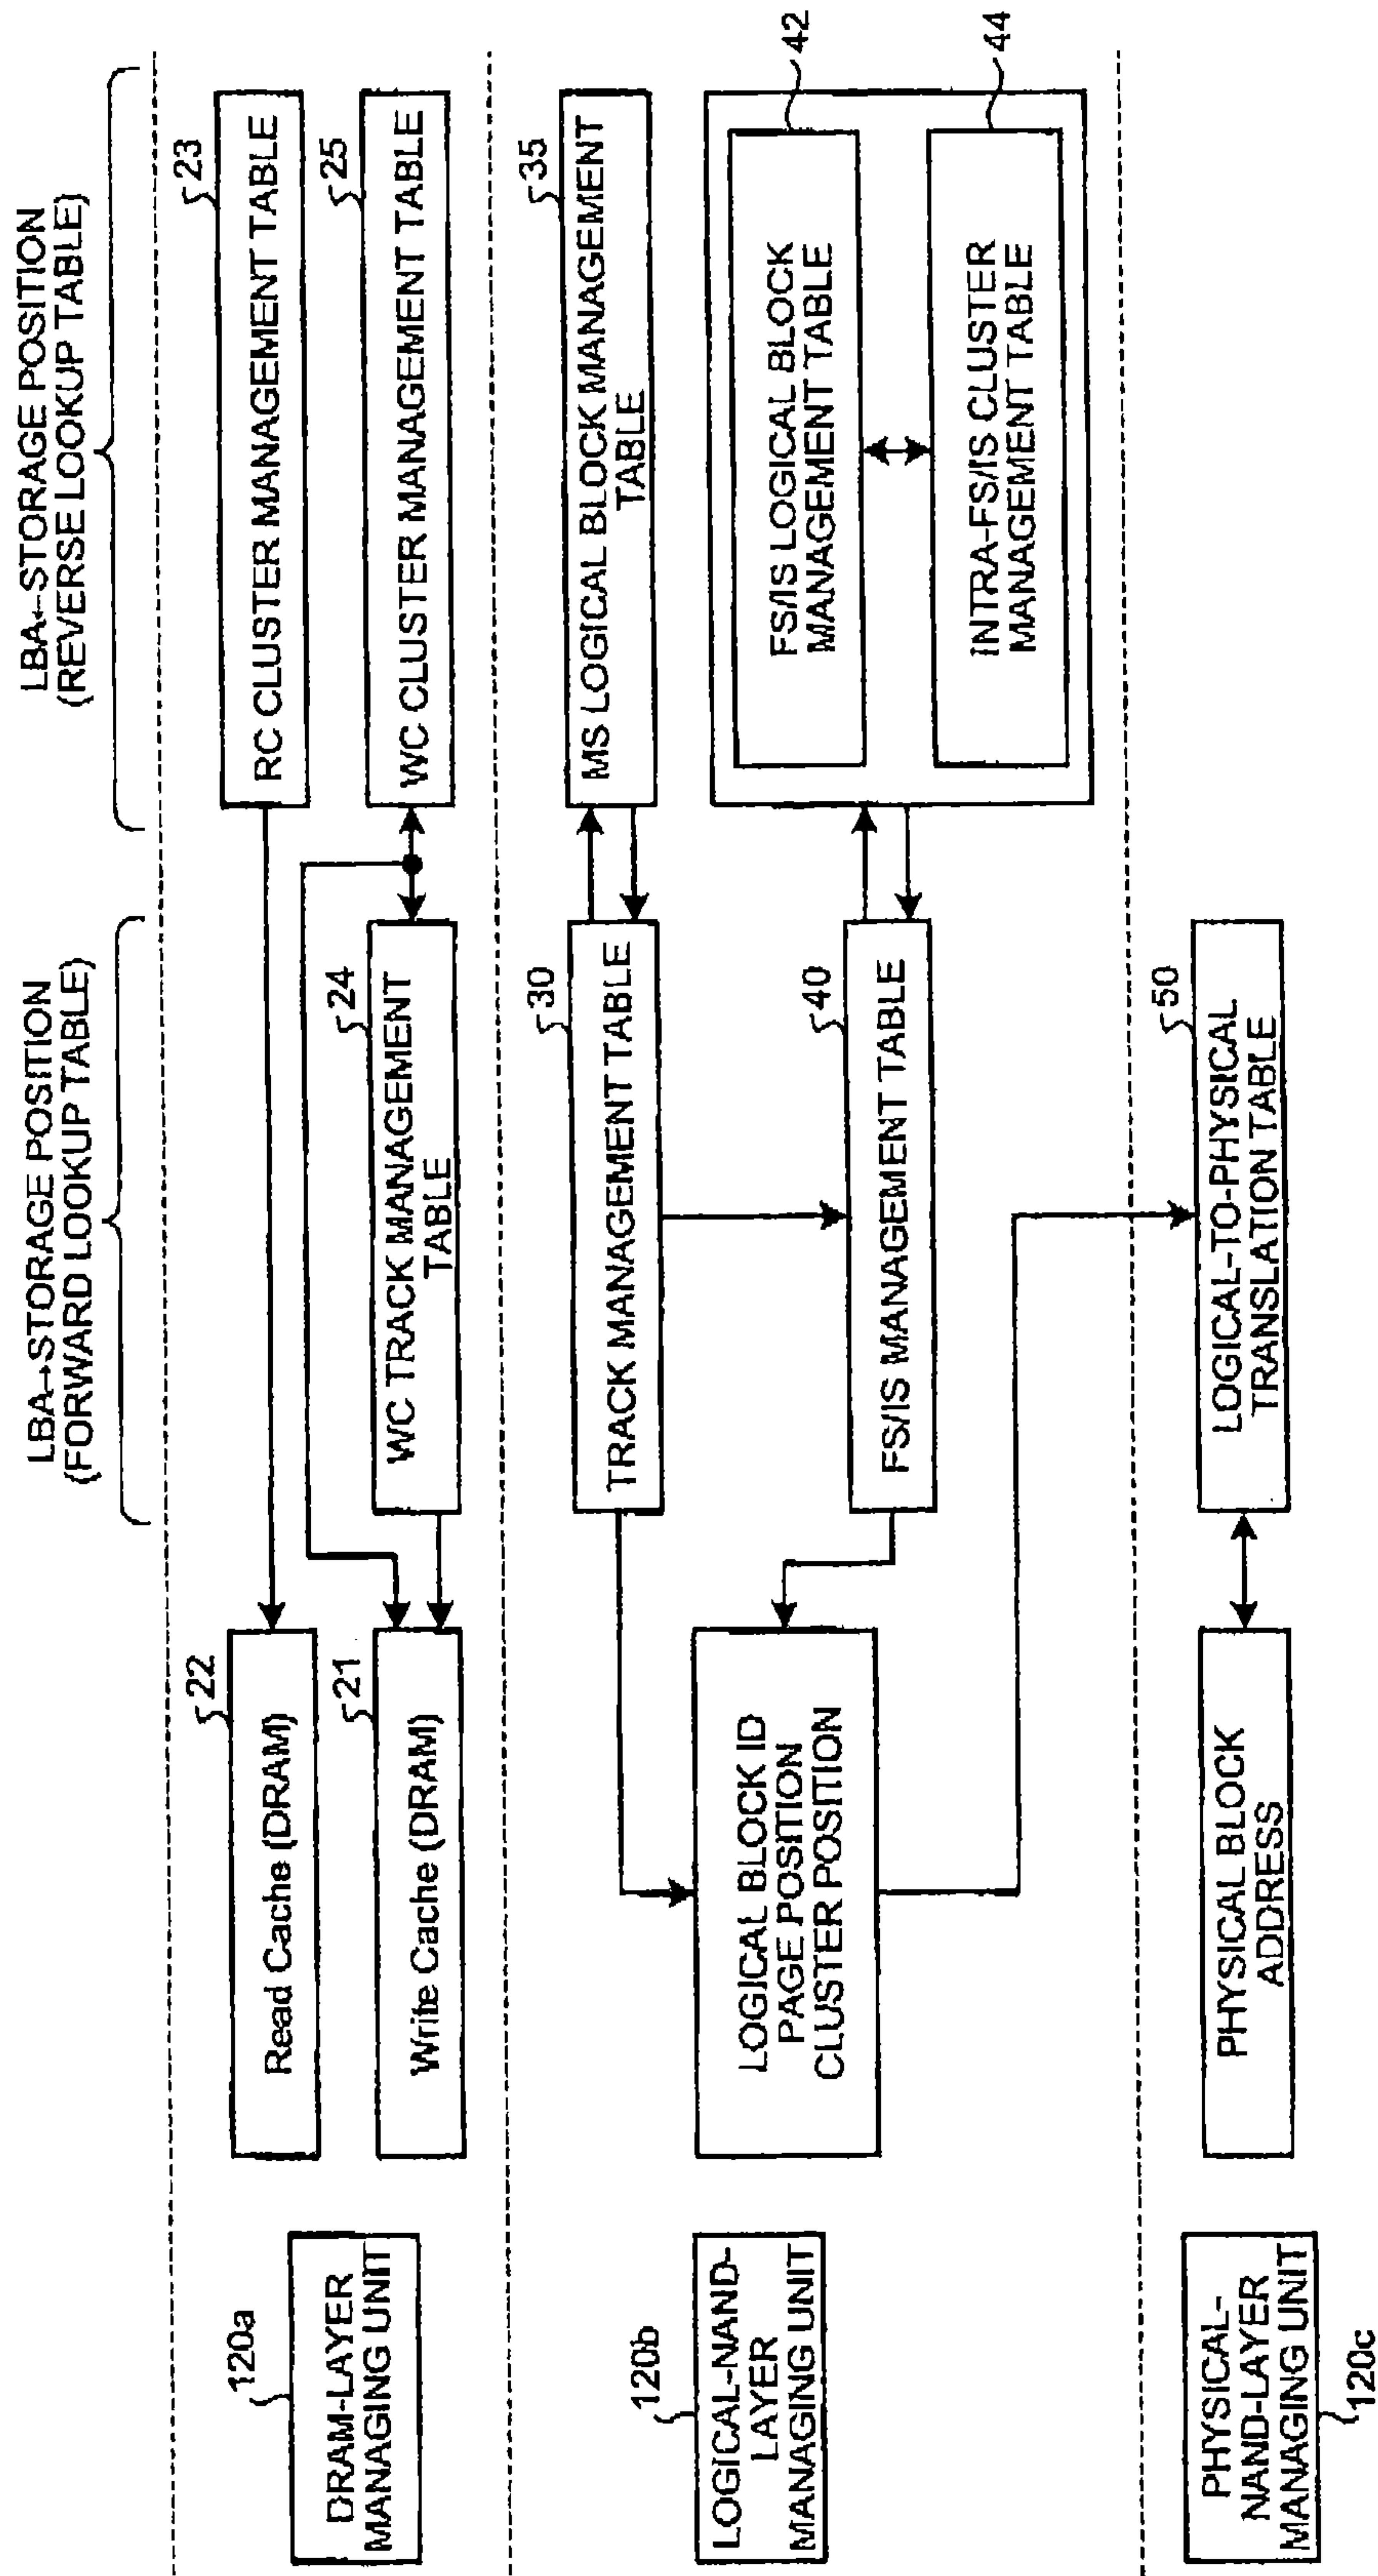 LBA→STORAGE POSITION
(FORWARD LOOKUP TABLE)
LBA←STORAGE POSITION
(REVERSE LOOKUP TABLE)
120a
DRAM-LAYER
MANAGING UNIT
22
Read Cache (DRAM)
21
Write Cache (DRAM)
24
WC TRACK MANAGEMENT
TABLE
23
RC CLUSTER MANAGEMENT TABLE
25
WC CLUSTER MANAGEMENT TABLE
120b
LOGICAL-NAND-
LAYER
MANAGING UNIT
LOGICAL BLOCK ID
PAGE POSITION
CLUSTER POSITION
30
TRACK MANAGEMENT TABLE
40
FS/IS MANAGEMENT TABLE
35
MS LOGICAL BLOCK MANAGEMENT
TABLE
42
FS/IS LOGICAL BLOCK
MANAGEMENT TABLE
44
INTRA-FS/IS CLUSTER
MANAGEMENT TABLE
PHYSICAL-
NAND-LAYER
MANAGING UNIT
120c
PHYSICAL BLOCK
ADDRESS
50
LOGICAL-TO-PHYSICAL
TRANSLATION TABLE